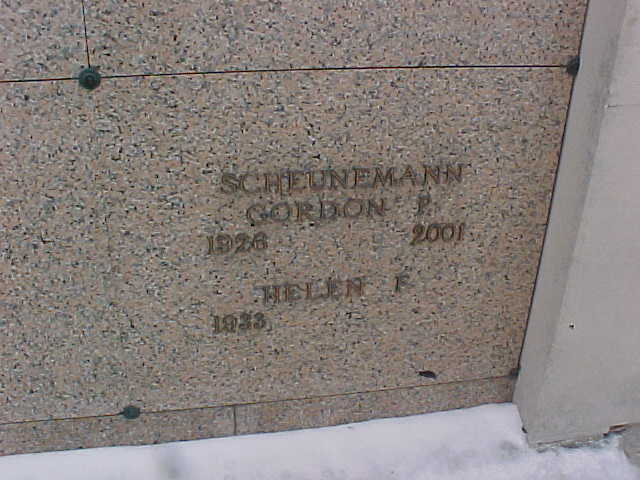 SCHEUNEMANN
GORDON P.
1926 2001
HELEN F.
1933